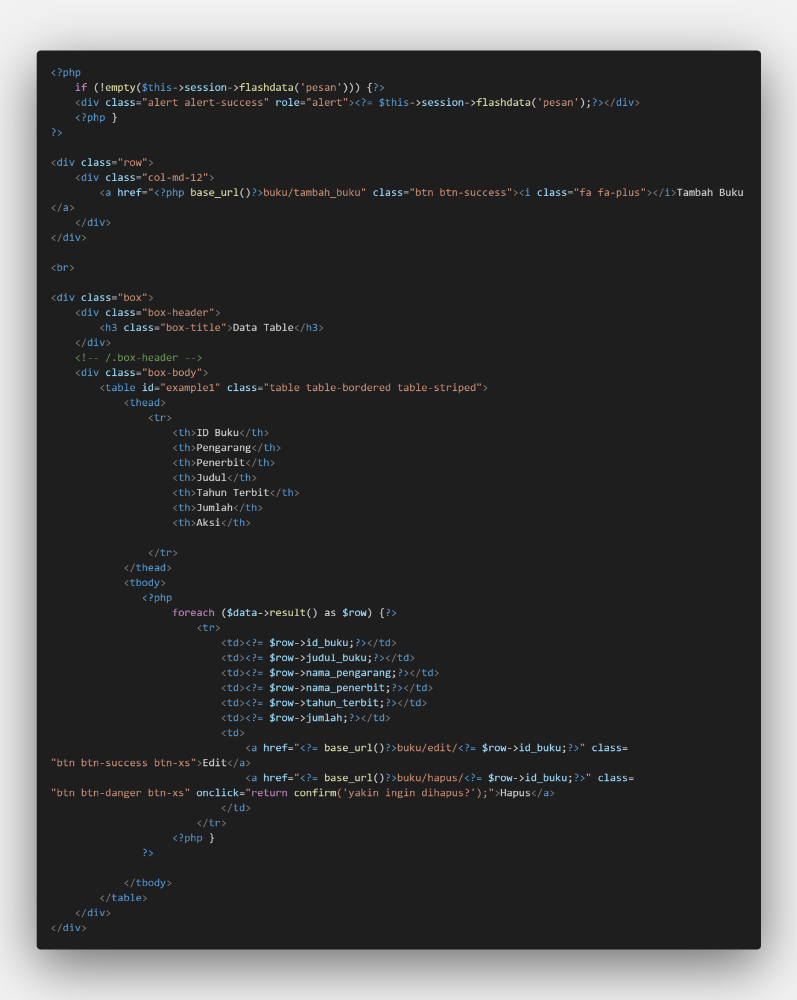 <?php
    if (!empty($this->session->flashdata('pesan'))) {?>
    <div class="alert alert-success" role="alert"><?= $this->session->flashdata('pesan');?></div>
    <?php }
?>

<div class="row">
    <div class="col-md-12">
        <a href="<?php base_url()?>buku/tambah_buku" class="btn btn-success"><i class="fa fa-plus"></i>Tambah Buku
</a>
    </div>
</div>

<br>

<div class="box">
    <div class="box-header">
        <h3 class="box-title">Data Table</h3>
    </div>
    <!-- /.box-header -->
    <div class="box-body">
        <table id="example1" class="table table-bordered table-striped">
            <thead>
                <tr>
                    <th>ID Buku</th>
                    <th>Pengarang</th>
                    <th>Penerbit</th>
                    <th>Judul</th>
                    <th>Tahun Terbit</th>
                    <th>Jumlah</th>
                    <th>Aksi</th>

                </tr>
            </thead>
            <tbody>
               <?php
                    foreach ($data->result() as $row) {?>
                        <tr>
                            <td><?= $row->id_buku;?></td>
                            <td><?= $row->judul_buku;?></td>
                            <td><?= $row->nama_pengarang;?></td>
                            <td><?= $row->nama_penerbit;?></td>
                            <td><?= $row->tahun_terbit;?></td>
                            <td><?= $row->jumlah;?></td>
                            <td>
                                <a href="<?= base_url()?>buku/edit/<?= $row->id_buku;?>" class=
"btn btn-success btn-xs">Edit</a>
                                <a href="<?= base_url()?>buku/hapus/<?= $row->id_buku;?>" class=
"btn btn-danger btn-xs" onclick="return confirm('yakin ingin dihapus?');">Hapus</a>
                            </td>
                        </tr>
                    <?php }
               ?>

            </tbody>
        </table>
    </div>
</div>